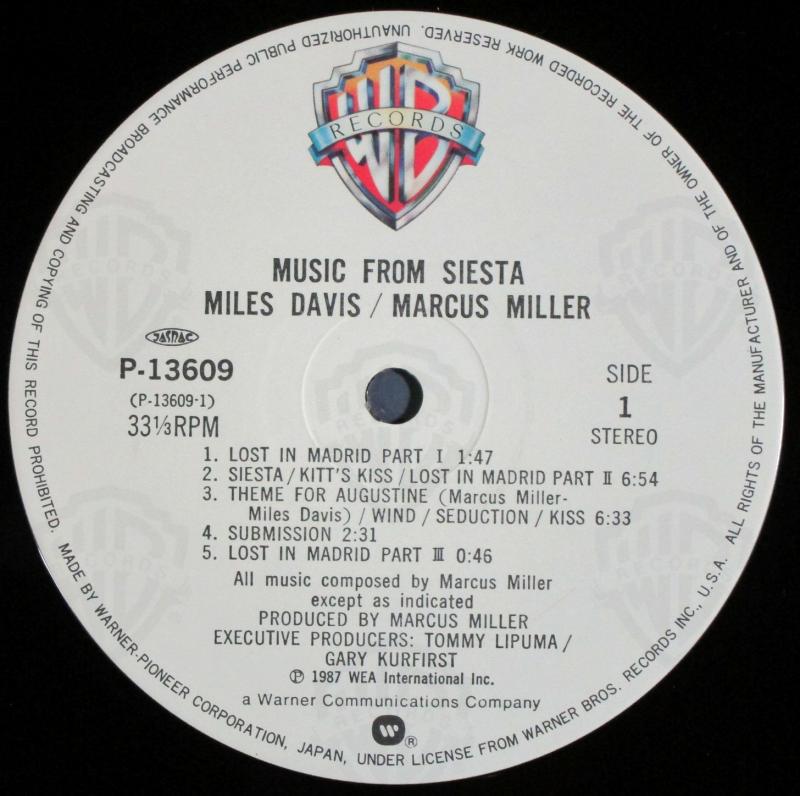 WB
RECORDS
MUSIC FROM SIESTA
MILES DAVIS / MARCUS MILLER
JASRAC
P-13609
(P-13609-1)
33⅓RPM
SIDE
1
STEREO
1. LOST IN MADRID PART Ⅰ 1:47
2. SIESTA / KITT'S KISS / LOST IN MADRID PART Ⅱ 6:54
3. THEME FOR AUGUSTINE (Marcus Miller-
Miles Davis) / WIND / SEDUCTION / KISS 6:33
4. SUBMISSION 2:31
5. LOST IN MADRID PART Ⅲ 0:46
All music composed by Marcus Miller
except as indicated
PRODUCED BY MARCUS MILLER
EXECUTIVE PRODUCERS: TOMMY LIPUMA /
GARY KURFIRST
Ⓟ 1987 WEA International Inc.
a Warner Communications Company
W®
MADE BY WARNER-PIONEER CORPORATION, JAPAN, UNDER LICENSE FROM WARNER BROS. RECORDS INC., U.S.A. ALL RIGHTS OF THE MANUFACTURER AND OF THE OWNER OF THE RECORDED WORK RESERVED. UNAUTHORIZED PUBLIC PERFORMANCE BROADCASTING AND COPYING OF THIS RECORD PROHIBITED.